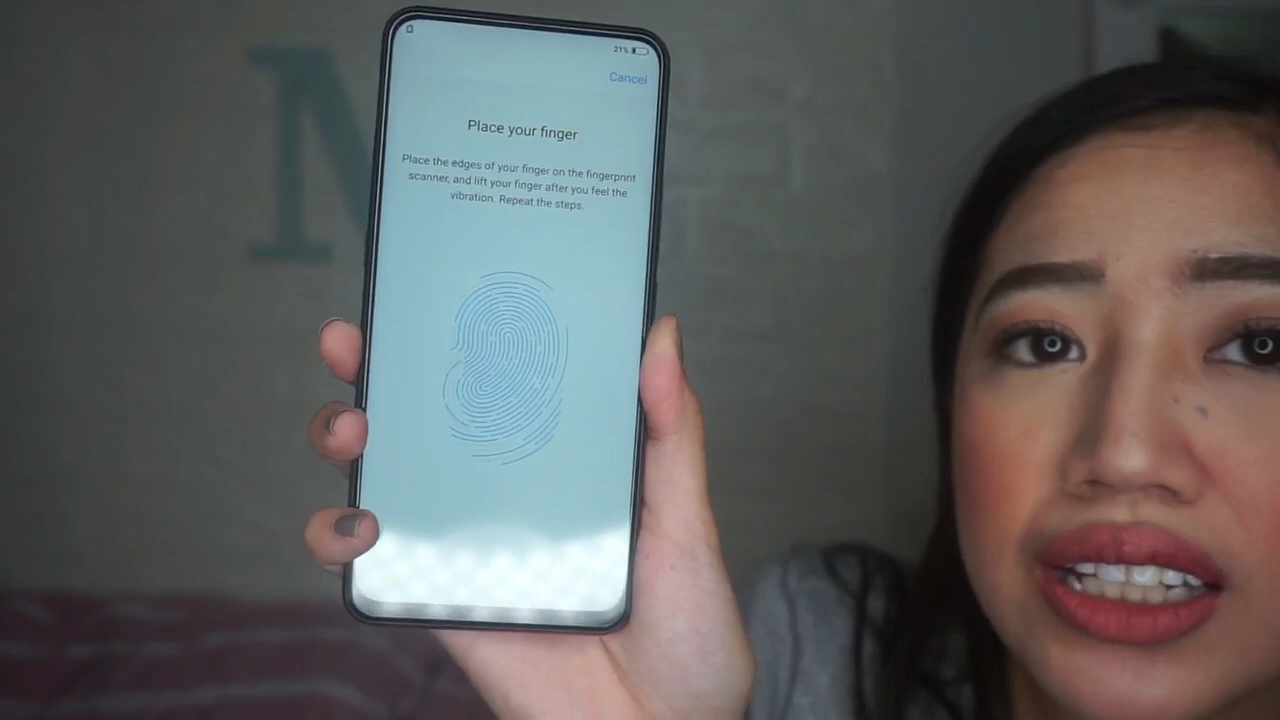 N
21%
Cancel
Place your finger
Place the edges of your finger on the fingerprint
scanner, and lift your finger after you feel the
vibration. Repeat the steps.